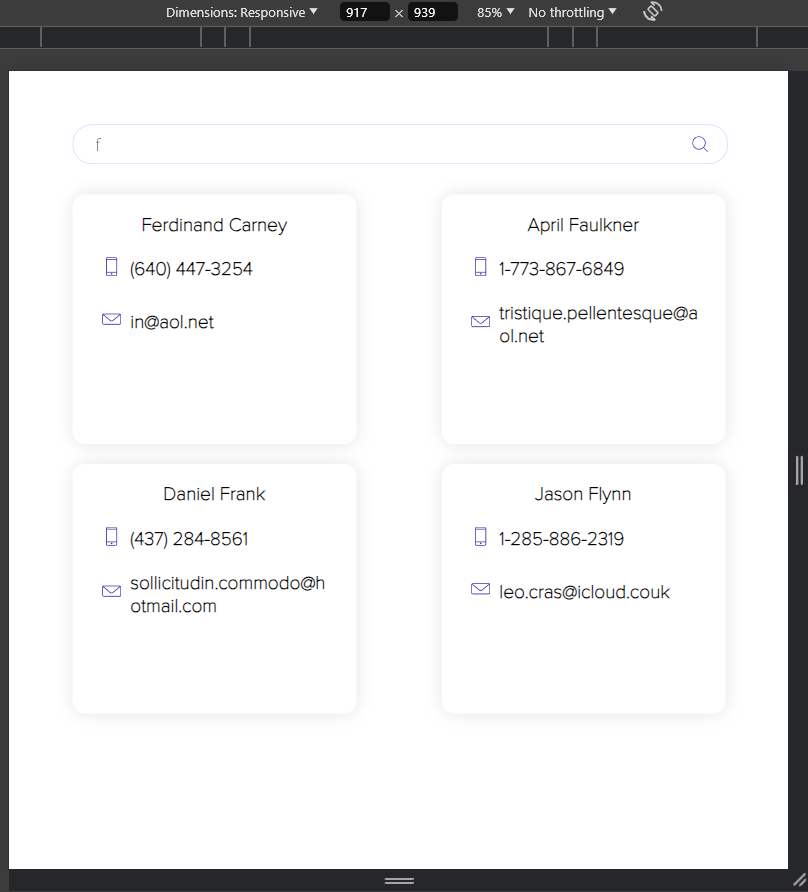 Dimensions: Responsive 917 × 939 85% No throttling
f
Ferdinand Carney
(640) 447-3254
in@aol.net
April Faulkner
1-773-867-6849
tristique.pellentesque@a
ol.net
Daniel Frank
(437) 284-8561
sollicitudin.commodo@h
otmail.com
Jason Flynn
1-285-886-2319
leo.cras@icloud.couk